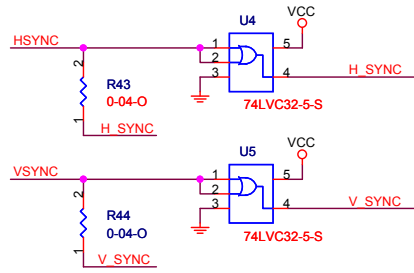 U4
VCC
HSYNC
1
5
2
2
3
4
H_SYNC
R43
0-04-O
74LVC32-5-S
1
H_SYNC
U5
VCC
VSYNC
1
5
2
2
3
4
V_SYNC
R44
0-04-O
74LVC32-5-S
1
V_SYNC